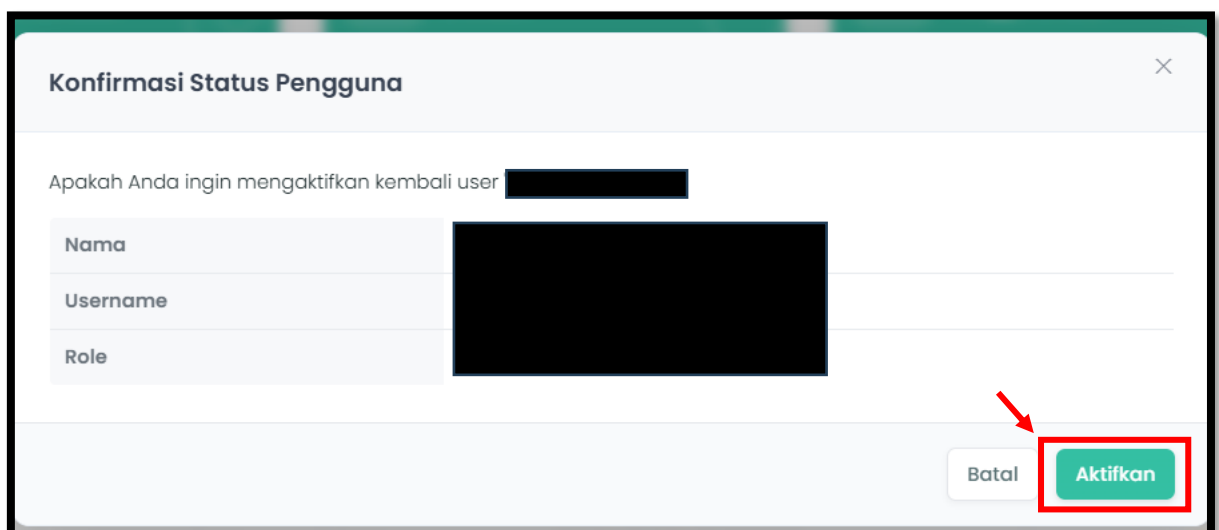 Konfirmasi Status Pengguna
Apakah Anda ingin mengaktifkan kembali user
Nama
Username
Role
Batal
Aktifkan